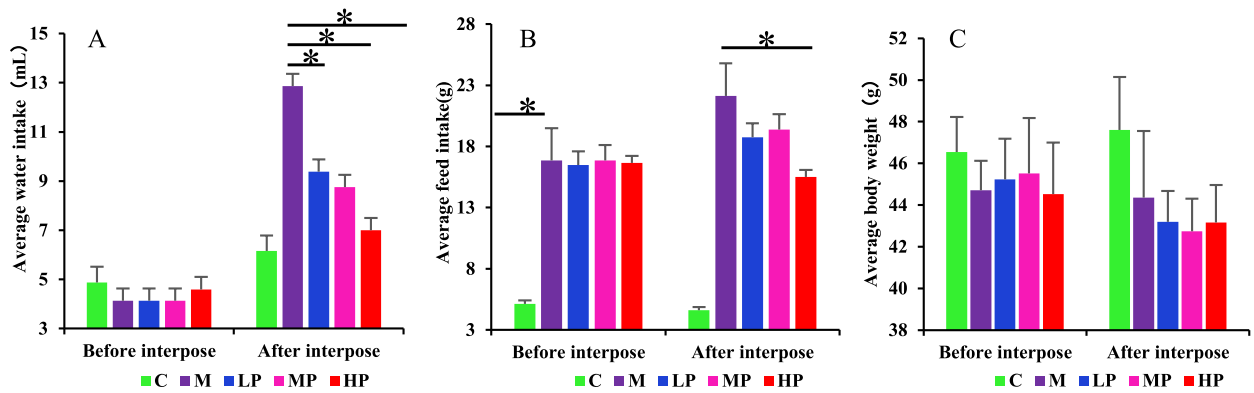 A
Average water intake（mL）
15
13
11
9
7
5
3
*
*
*
Before interpose After interpose
C M LP MP HP
B
Average feed intake(g)
28
23
18
13
8
3
*
*
Before interpose After interpose
C M LP MP HP
C
Average body weight（g）
52
50
48
46
44
42
40
38
Before interpose After interpose
C M LP MP HP